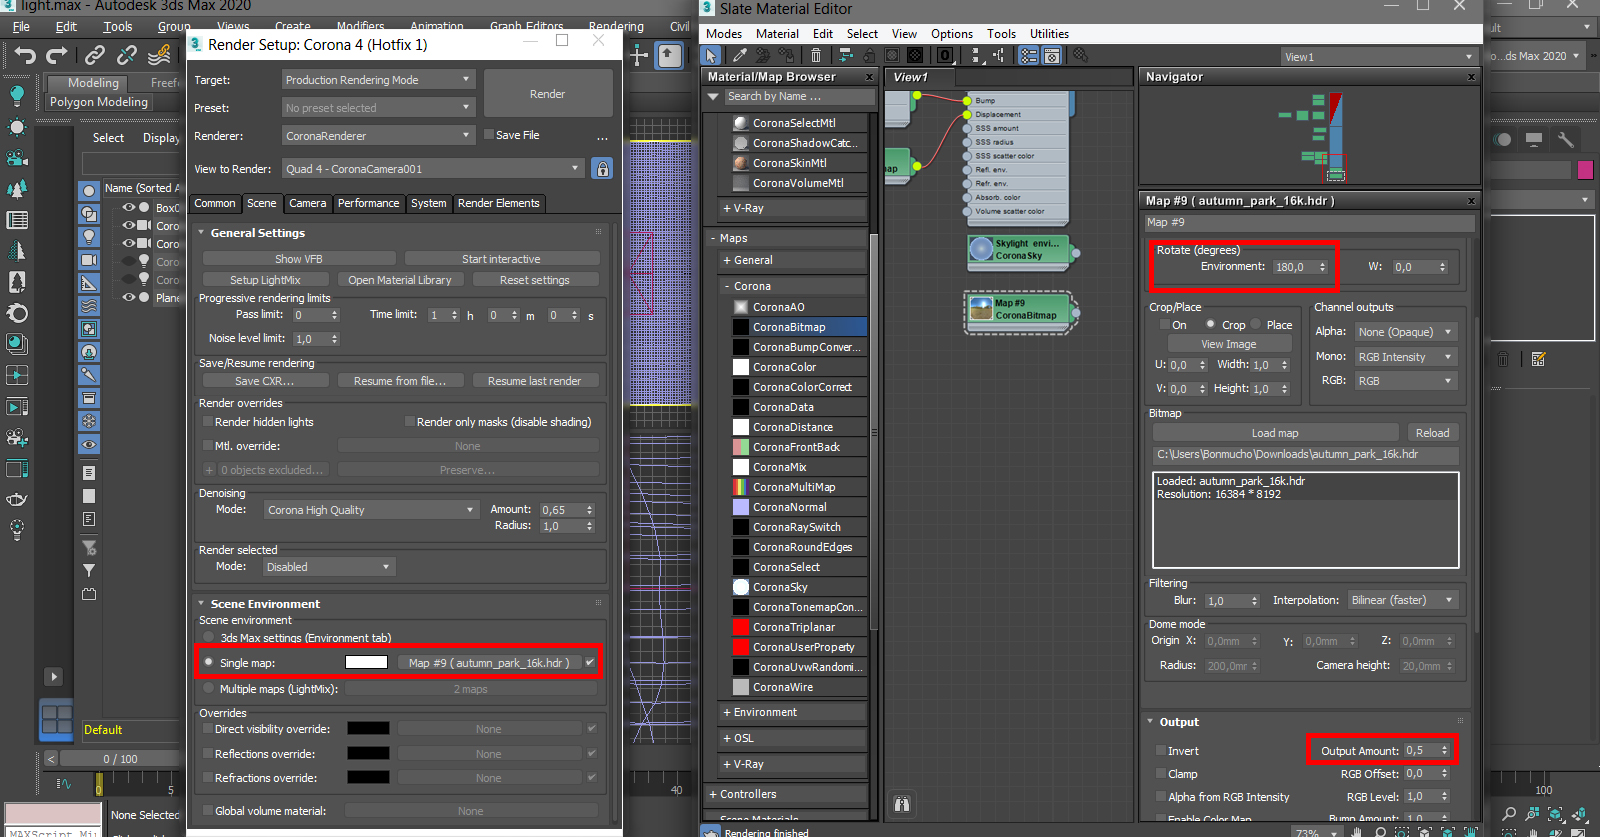 light.max - Autodesk 3ds Max 2020
File Edit Tools Group Views Create Modifiers Animation Graph Editors Rendering Civil
Modeling Freefo
Polygon Modeling
Select Display
Name (Sorted A
Box0
Coro
Coro
Coro
Coro
Plane
Default
0 / 100
0 5 40 100
None Selected
MAXScript Mi
Render Setup: Corona 4 (Hotfix 1)
Target: Production Rendering Mode
Render
Preset: No preset selected
Renderer: CoronaRenderer Save File ...
View to Render: Quad 4 - CoronaCamera001
Common Scene Camera Performance System Render Elements
General Settings
Show VFB Start interactive
Setup LightMix Open Material Library Reset settings
Progressive rendering limits
Pass limit: 0 Time limit: 1 h 0 m 0 s
Noise level limit: 1,0
Save/Resume rendering
Save CXR... Resume from file... Resume last render
Render overrides
Render hidden lights Render only masks (disable shading)
Mtl. override: None
+ 0 objects excluded... Preserve...
Denoising
Mode: Corona High Quality Amount: 0,65
Radius: 1,0
Render selected
Mode: Disabled
Scene Environment
Scene environment
3ds Max settings (Environment tab)
Single map: Map #9 ( autumn_park_16k.hdr )
Multiple maps (LightMix): 2 maps
Overrides
Direct visibility override: None
Reflections override: None
Refractions override: None
Global volume material: None
Slate Material Editor
Modes Material Edit Select View Options Tools Utilities
View1
Material/Map Browser x
Search by Name ...
CoronaSelectMtl
CoronaShadowCatc...
CoronaSkinMtl
CoronaVolumeMtl
+ V-Ray
- Maps
+ General
- Corona
CoronaAO
CoronaBitmap
CoronaBumpConver...
CoronaColor
CoronaColorCorrect
CoronaData
CoronaDistance
CoronaFrontBack
CoronaMix
CoronaMultiMap
CoronaNormal
CoronaRaySwitch
CoronaRoundEdges
CoronaSelect
CoronaSky
CoronaTonemapCon...
CoronaTriplanar
CoronaUserProperty
CoronaUvwRandomi...
CoronaWire
+ Environment
+ OSL
+ V-Ray
+ Controllers
Scene Materials
Rendering finished
View1
Bump
Displacement
SSS amount
SSS radius
SSS scatter color
Refl. env.
Refr. env.
Absorb. color
Volume scatter color
ap
Skylight envi...
CoronaSky
Map #9
CoronaBitmap
Navigator x
Map #9 ( autumn_park_16k.hdr ) x
Map #9
Rotate (degrees)
Environment: 180,0 W: 0,0
Crop/Place Channel outputs
On Crop Place Alpha: None (Opaque)
View Image
U: 0,0 Width: 1,0 Mono: RGB Intensity
V: 0,0 Height: 1,0 RGB: RGB
Bitmap
Load map Reload
C:\Users\Bonmucho\Downloads\autumn_park_16k.hdr
Loaded: autumn_park_16k.hdr
Resolution: 16384 * 8192
Filtering
Blur: 1,0 Interpolation: Bilinear (faster)
Dome mode
Origin X: 0,0mm Y: 0,0mm Z: 0,0mm
Radius: 200,0mr Camera height: 20,0mm
Output
Invert Output Amount: 0,5
Clamp RGB Offset: 0,0
Alpha from RGB Intensity RGB Level: 1,0
Enable Color Map Bump Amount: 1,0
73%
ult
o...ds Max 2020